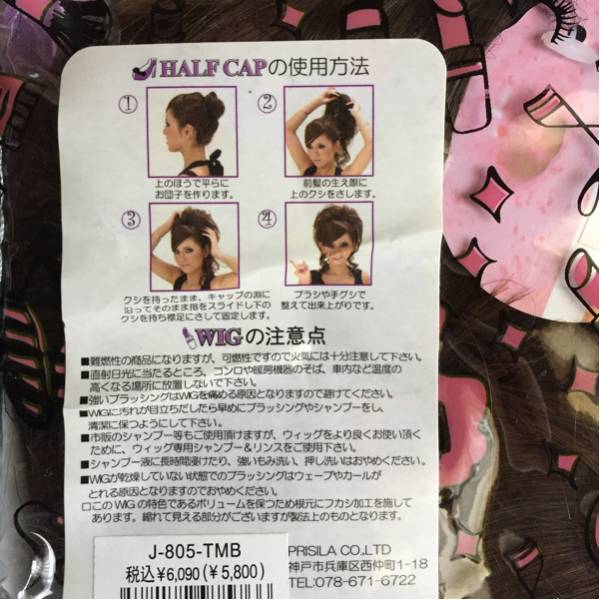 HALF CAPの使用方法
① ②
上のほうで平らに
お団子を作ります。
前髪の生え際に
上のクシをさします。
③ ④
クシを持ったまま、キャップの淵に
沿ってそのまま指をスライドし下の
クシを持ち襟足にさして固定します。
ブラシや手グシで
整えて出来上がりです。
WIGの注意点
■難燃性の商品になりますが、可燃性ですので火気には十分注意して下さい。
■直射日光に当たるところ、コンロや暖房機器のそば、車内など温度の
高くなる場所に放置しないで下さい。
■強いブラッシングはWIGを痛める原因となりますので避けてください。
■WIGに汚れが目立ちだしたら早めにブラッシングやシャンプーをし、
清潔に保つようにして下さい。
■市販のシャンプー等もご使用頂けますが、ウィッグをより良くお使い頂く
ために、ウィッグ専用シャンプー＆リンスをご使用下さい。
■シャンプー液に長時間浸けたり、強いもみ洗い、押し洗いはおやめください。
■WIGが乾燥していない状態でのブラッシングはウェーブやカールが
とれる原因となりますのでおやめください。
□このWIGの特色であるボリュームを保つため根元にフカシ加工を施して
あります。縮れて見える部分がございますが製法上のものとなります。
J-805-TMB
税込¥6,090(¥5,800)
PRISILA CO.,LTD
神戸市兵庫区西仲町1-18
TEL:078-671-6722